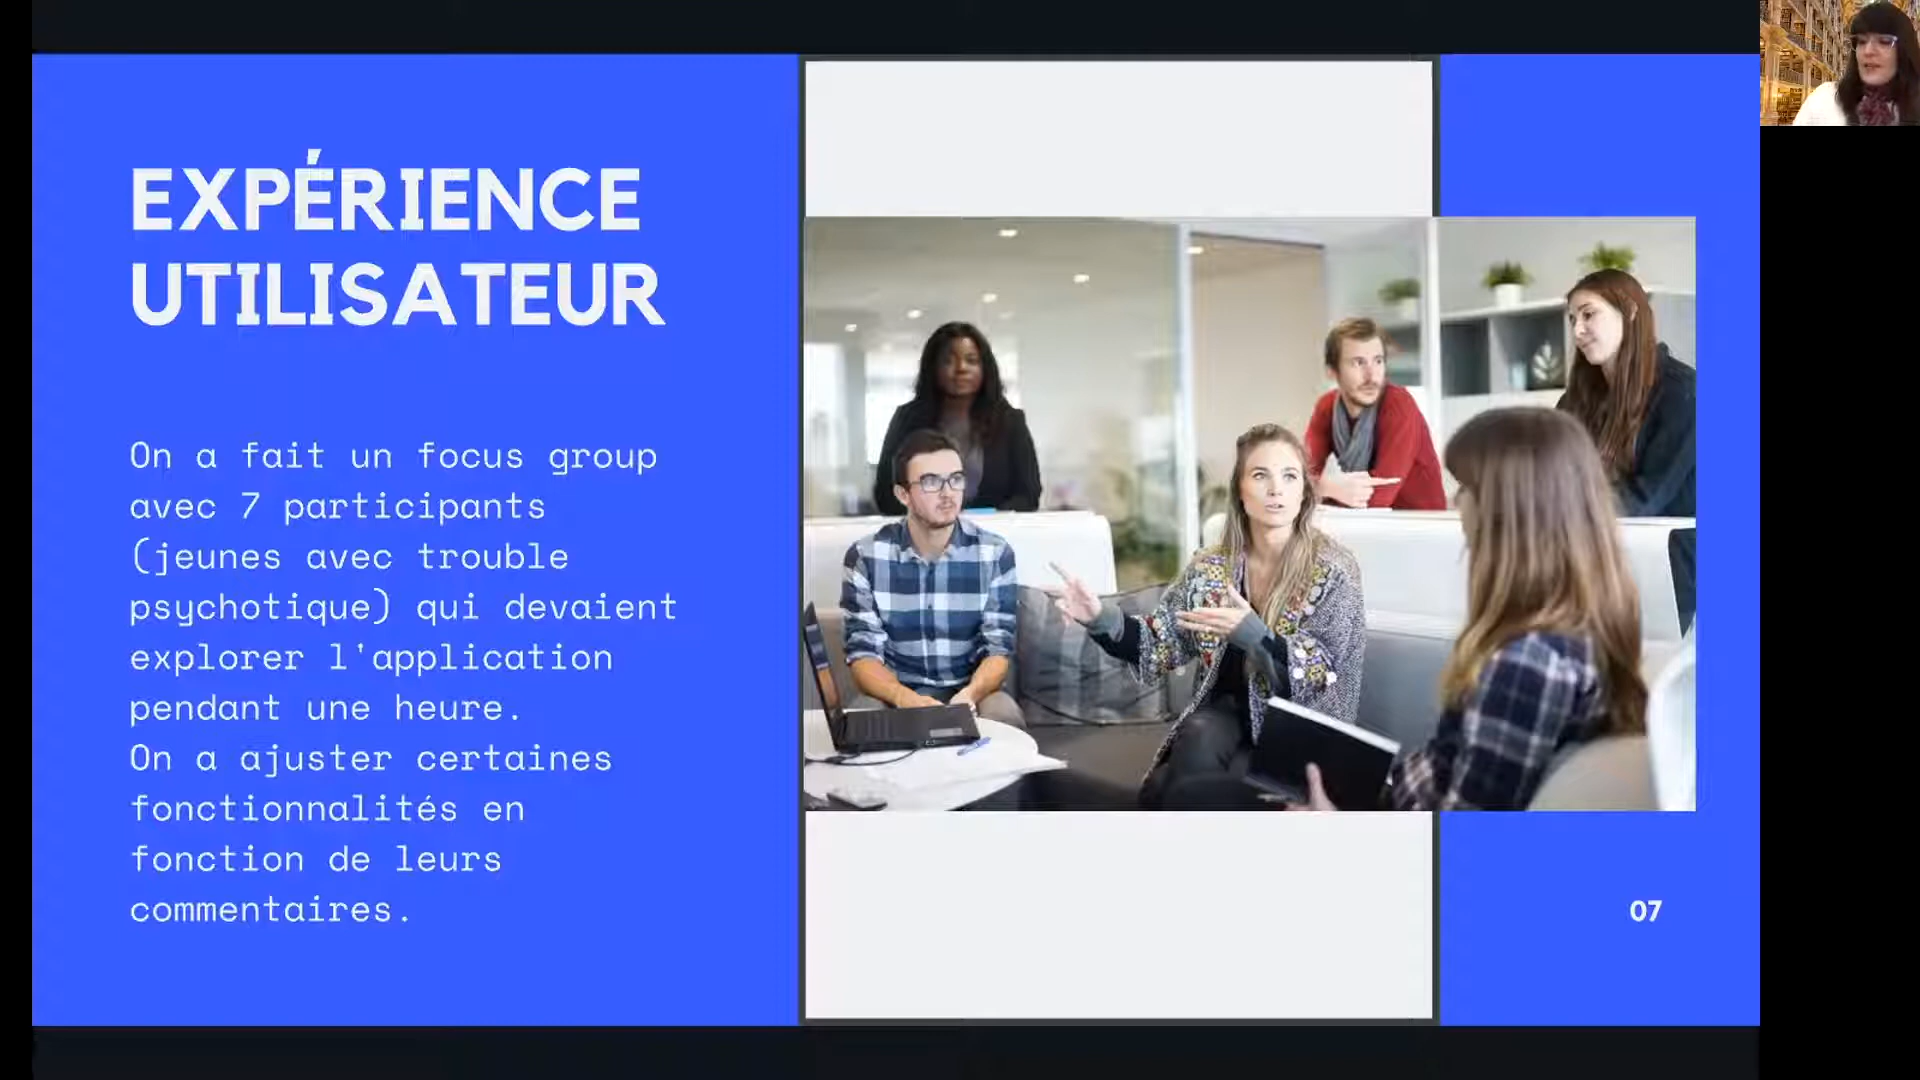 EXPÉRIENCE
UTILISATEUR
On a fait un focus group
avec 7 participants
(jeunes avec trouble
psychotique) qui devaient
explorer l'application
pendant une heure.
On a ajuster certaines
fonctionnalités en
fonction de leurs
commentaires.
07